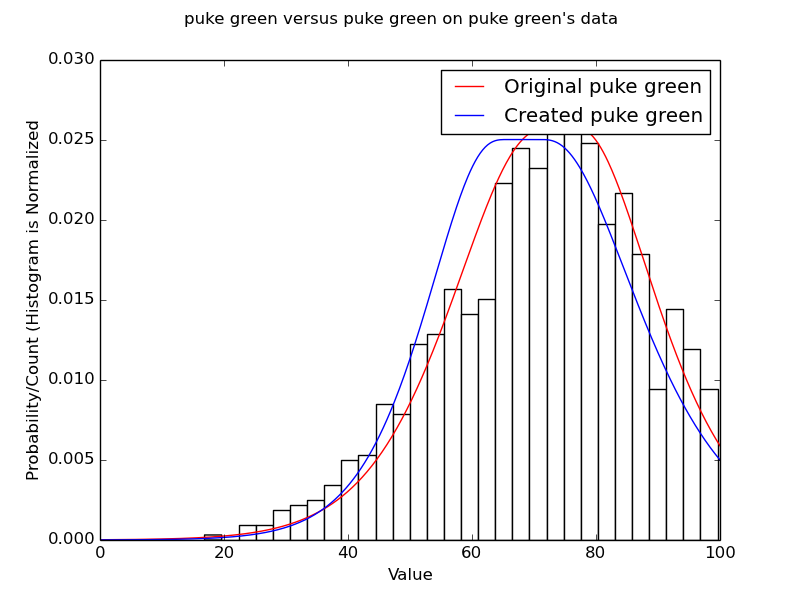 puke green versus puke green on puke green's data
Original puke green
Created puke green
0.030
0.025
0.020
0.015
0.010
0.005
0.000
Probability/Count (Histogram is Normalized
0 20 40 60 80 100
Value